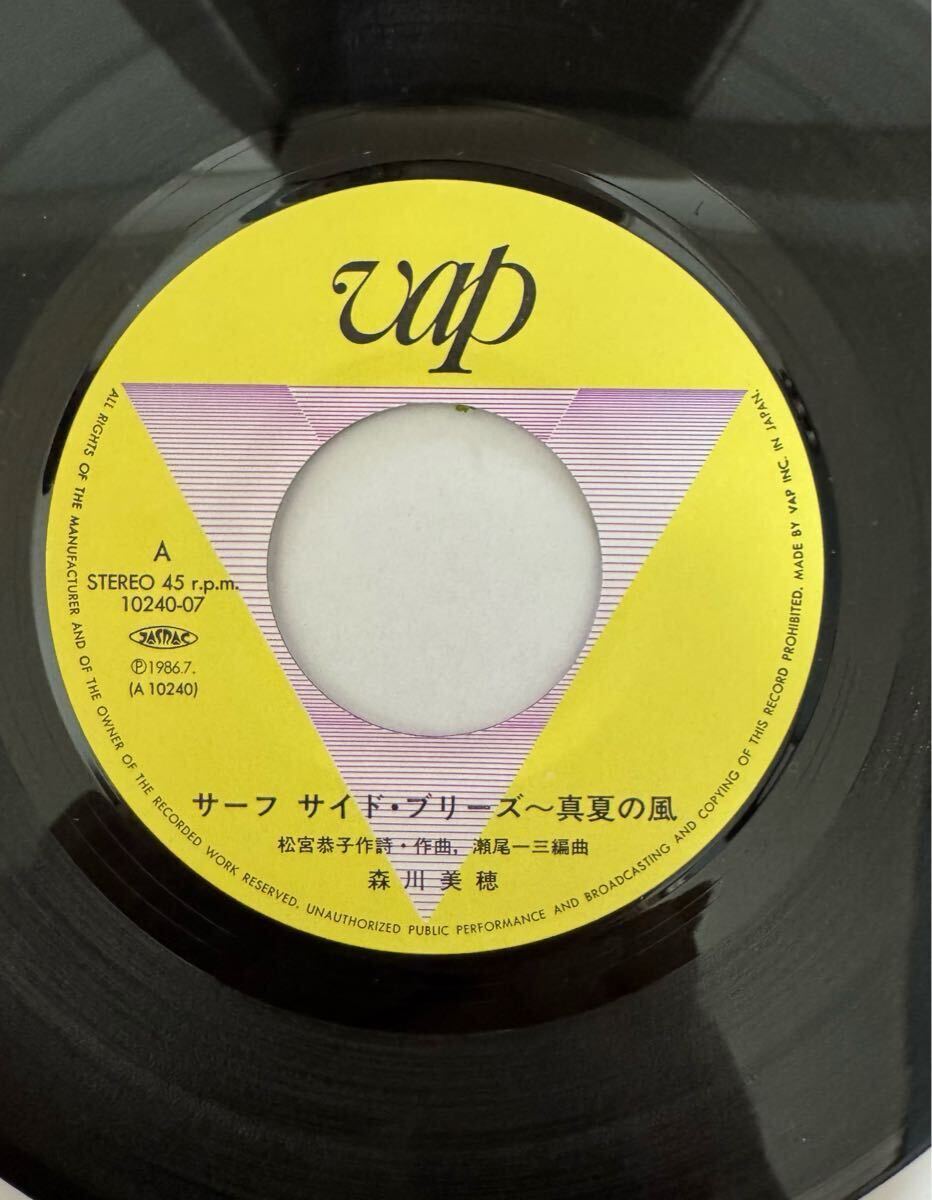 vap
A
STEREO 45 r.p.m.
10240-07
JASRAC
Ⓟ1986.7.
(A 10240)
サーフ サイド・ブリーズ〜真夏の風
松宮恭子作詩・作曲, 瀬尾一三編曲
森川美穂
ALL RIGHTS OF THE MANUFACTURER AND OF THE OWNER OF THE RECORDED WORK RESERVED. UNAUTHORIZED PUBLIC PERFORMANCE AND BROADCASTING AND COPYING OF THIS RECORD PROHIBITED. MADE BY VAP INC. IN JAPAN.